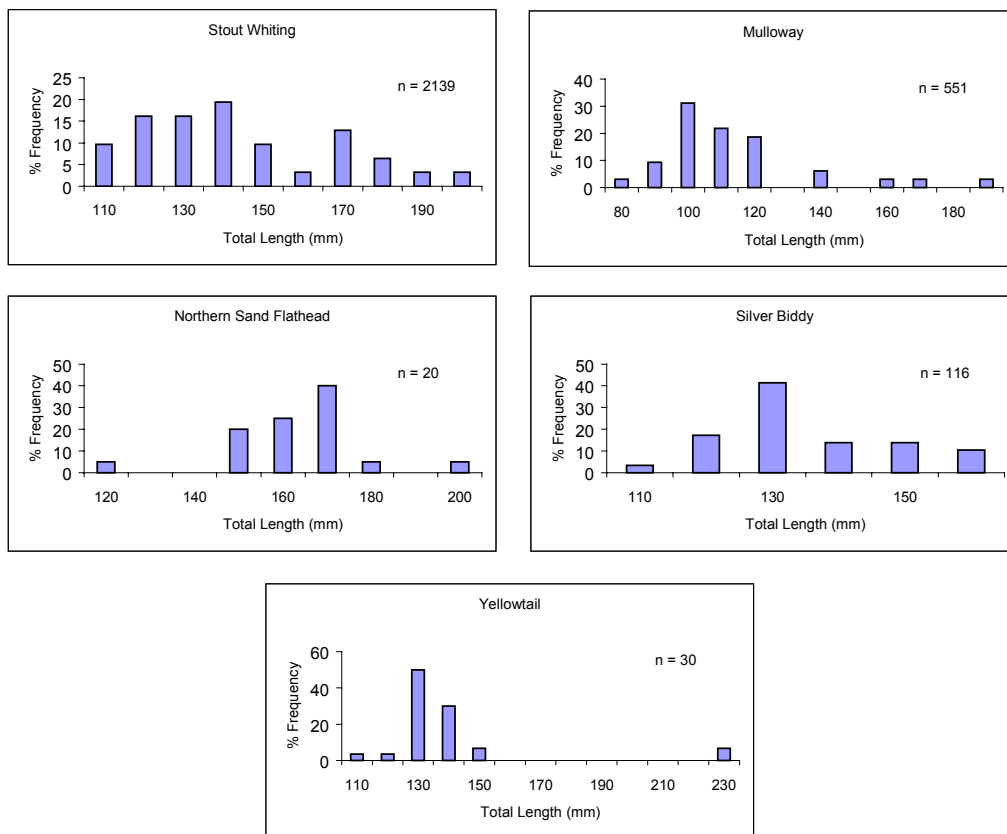 Stout Whiting
n = 2139
% Frequency
25
20
15
10
5
0
110 130 150 170 190
Total Length (mm)
Mulloway
n = 551
% Frequency
40
30
20
10
0
80 100 120 140 160 180
Total Length (mm)
Northern Sand Flathead
n = 20
% Frequency
50
40
30
20
10
0
120 140 160 180 200
Total Length (mm)
Silver Biddy
n = 116
% Frequency
50
40
30
20
10
0
110 130 150
Total Length (mm)
Yellowtail
n = 30
% Frequency
60
40
20
0
110 130 150 170 190 210 230
Total Length (mm)